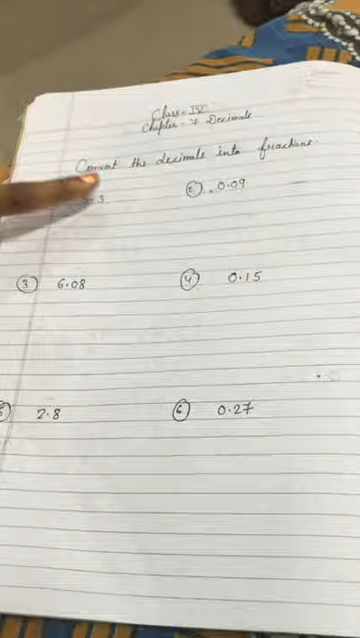 Class- IV
Chapter- 7 Decimals
Convert the decimals into fractions.
② 0.09
③ 6.08 ④ 0.15
2.8 ⑥ 0.27